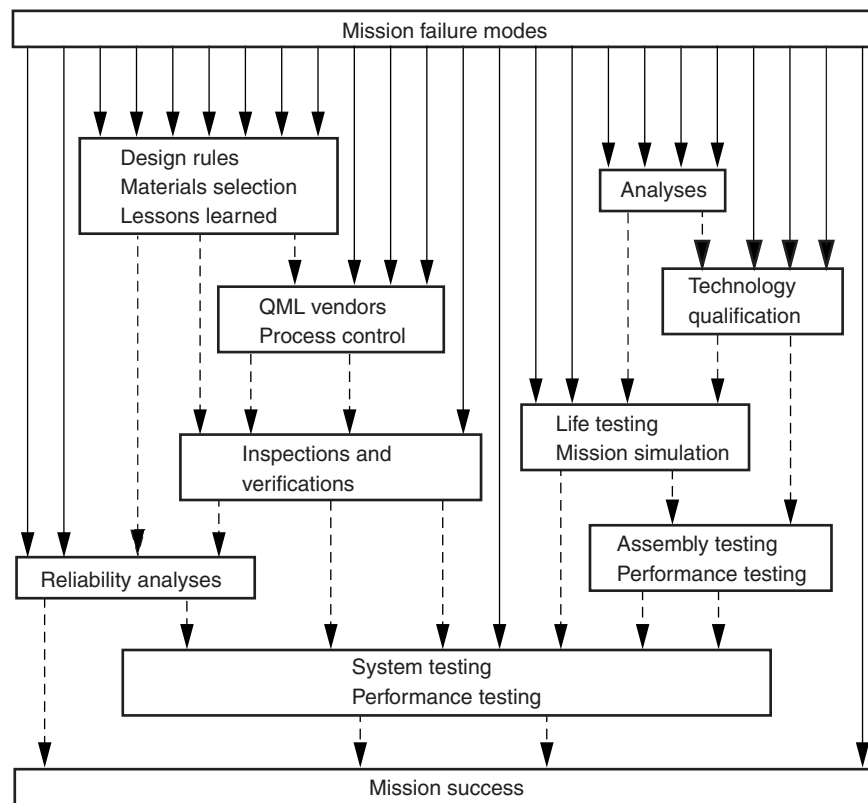 Mission failure modes
Design rules
Materials selection
Lessons learned
Analyses
QML vendors
Process control
Technology
qualification
Inspections and
verifications
Life testing
Mission simulation
Reliability analyses
Assembly testing
Performance testing
System testing
Performance testing
Mission success